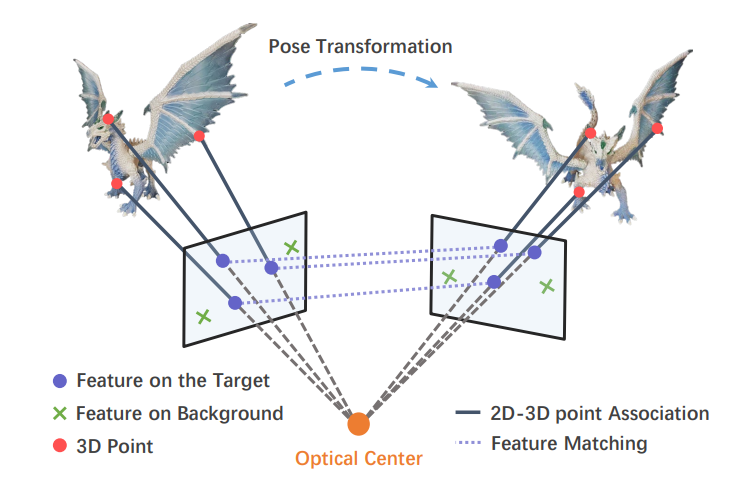 Pose Transformation
Feature on the Target
Feature on Background
3D Point
Optical Center
2D-3D point Association
Feature Matching